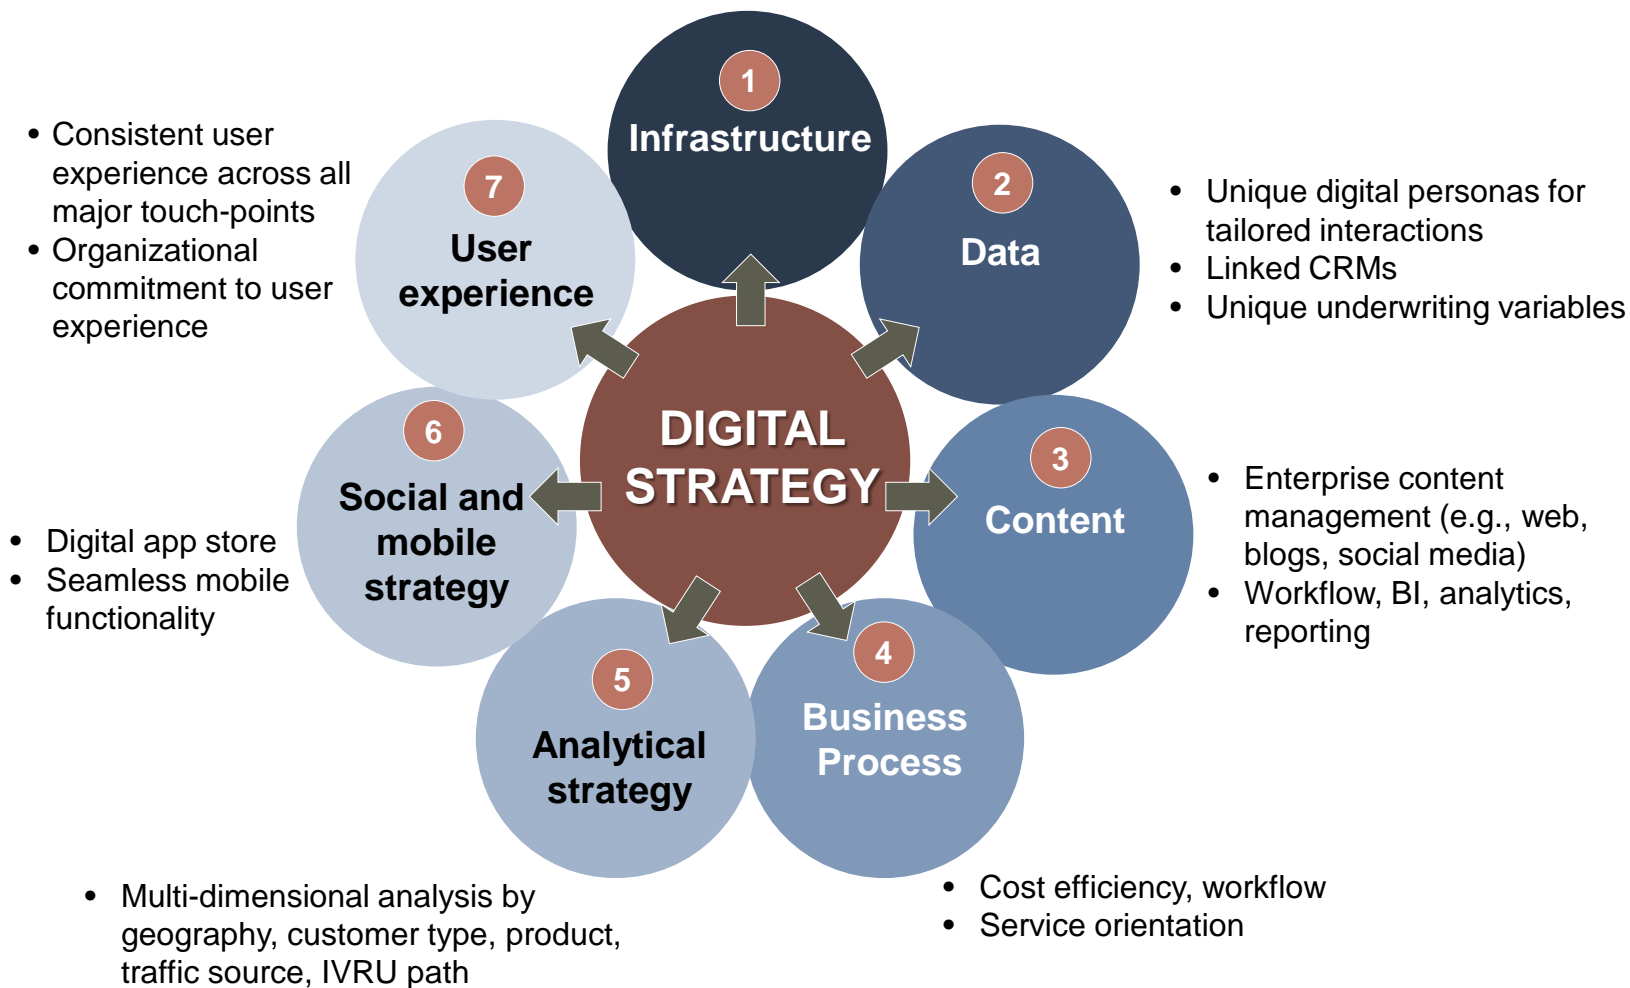 1
Infrastructure
2
Data
• Unique digital personas for
tailored interactions
• Linked CRMs
• Unique underwriting variables
3
Content
• Enterprise content
management (e.g., web,
blogs, social media)
• Workflow, BI, analytics,
reporting
4
Business
Process
• Cost efficiency, workflow
• Service orientation
5
Analytical
strategy
• Multi-dimensional analysis by
geography, customer type, product,
traffic source, IVRU path
6
Social and
mobile
strategy
• Digital app store
• Seamless mobile
functionality
7
User
experience
• Consistent user
experience across all
major touch-points
• Organizational
commitment to user
experience
DIGITAL
STRATEGY